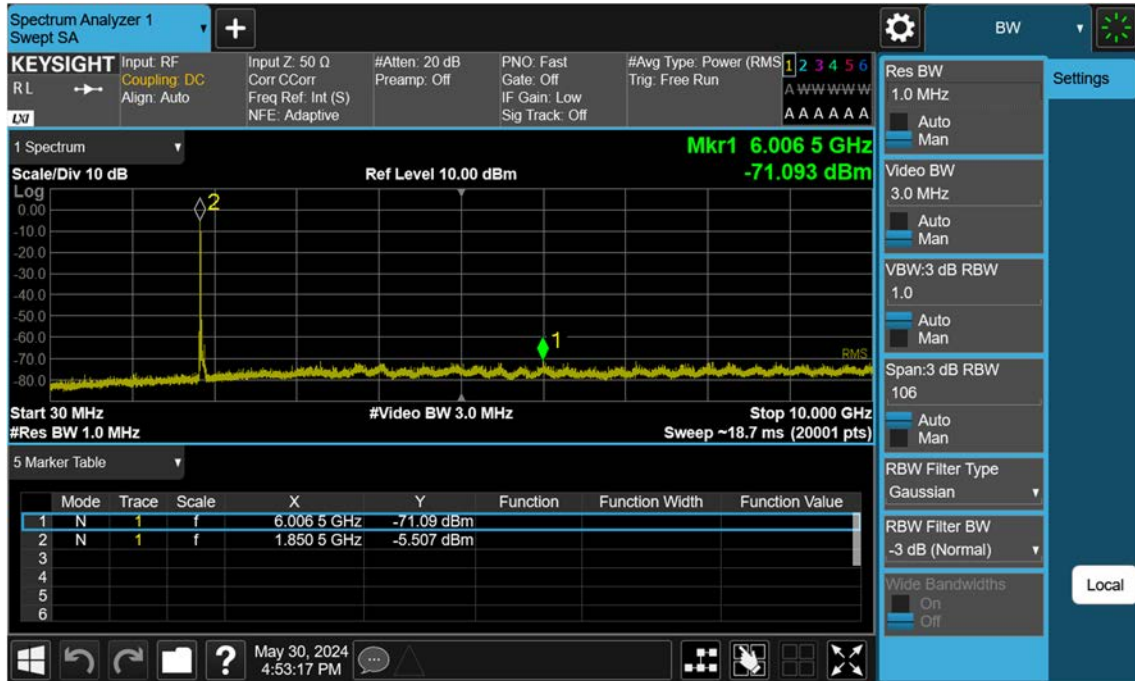 Spectrum Analyzer 1
Swept SA
+
BW
KEYSIGHT
R L
LXI
Input: RF
Coupling: DC
Align: Auto
Input Z: 50 Ω
Corr CCorr
Freq Ref: Int (S)
NFE: Adaptive
#Atten: 20 dB
Preamp: Off
PNO: Fast
Gate: Off
IF Gain: Low
Sig Track: Off
#Avg Type: Power (RMS
Trig: Free Run
1 2 3 4 5 6
A W W W W W
A A A A A A
1 Spectrum
Mkr1 6.006 5 GHz
-71.093 dBm
Scale/Div 10 dB
Ref Level 10.00 dBm
Log
0.00
-10.0
-20.0
-30.0
-40.0
-50.0
-60.0
-70.0
-80.0
2
1
RMS
Start 30 MHz
#Video BW 3.0 MHz
Stop 10.000 GHz
#Res BW 1.0 MHz
Sweep ~18.7 ms (20001 pts)
5 Marker Table
Mode Trace Scale X Y Function Function Width Function Value
1 N 1 f 6.006 5 GHz -71.09 dBm
2 N 1 f 1.850 5 GHz -5.507 dBm
3
4
5
6
?
May 30, 2024
4:53:17 PM
Res BW
1.0 MHz
Auto
Man
Video BW
3.0 MHz
Auto
Man
VBW:3 dB RBW
1.0
Auto
Man
Span:3 dB RBW
106
Auto
Man
RBW Filter Type
Gaussian
RBW Filter BW
-3 dB (Normal)
Wide Bandwidths
On
Off
Settings
Local